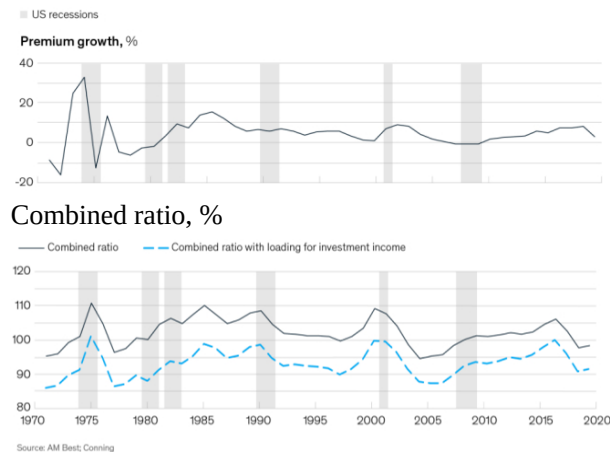 US recessions
Premium growth, %
40
20
0
-20
Combined ratio, %
Combined ratio Combined ratio with loading for investment income
120
110
100
90
80
1970 1975 1980 1985 1990 1995 2000 2005 2010 2015 2020
Source: AM Best; Conning